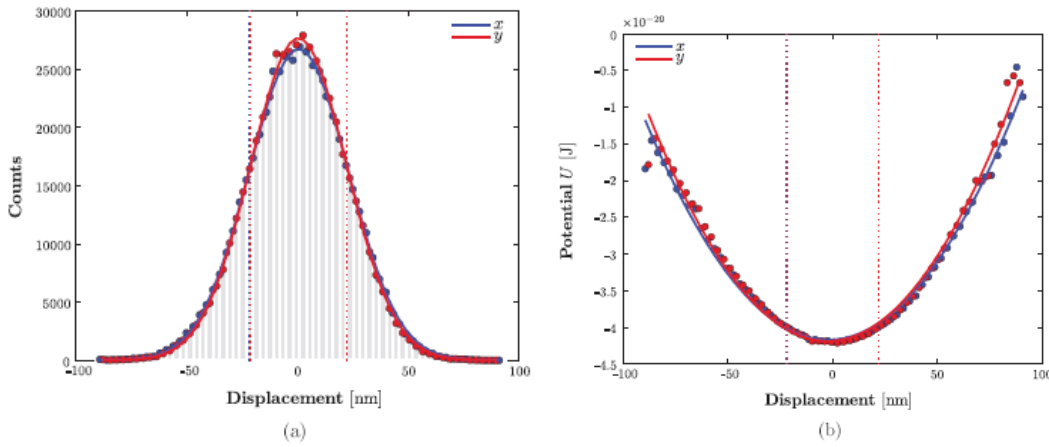 30000
25000
20000
15000
10000
5000
0
Counts
-100
-50
0
50
100
Displacement [nm]
x
y
(a)
×10⁻²⁰
0
-0.5
-1
-1.5
-2
-2.5
-3
-3.5
-4
-4.5
Potential U [J]
-100
-50
0
50
100
Displacement [nm]
x
y
(b)